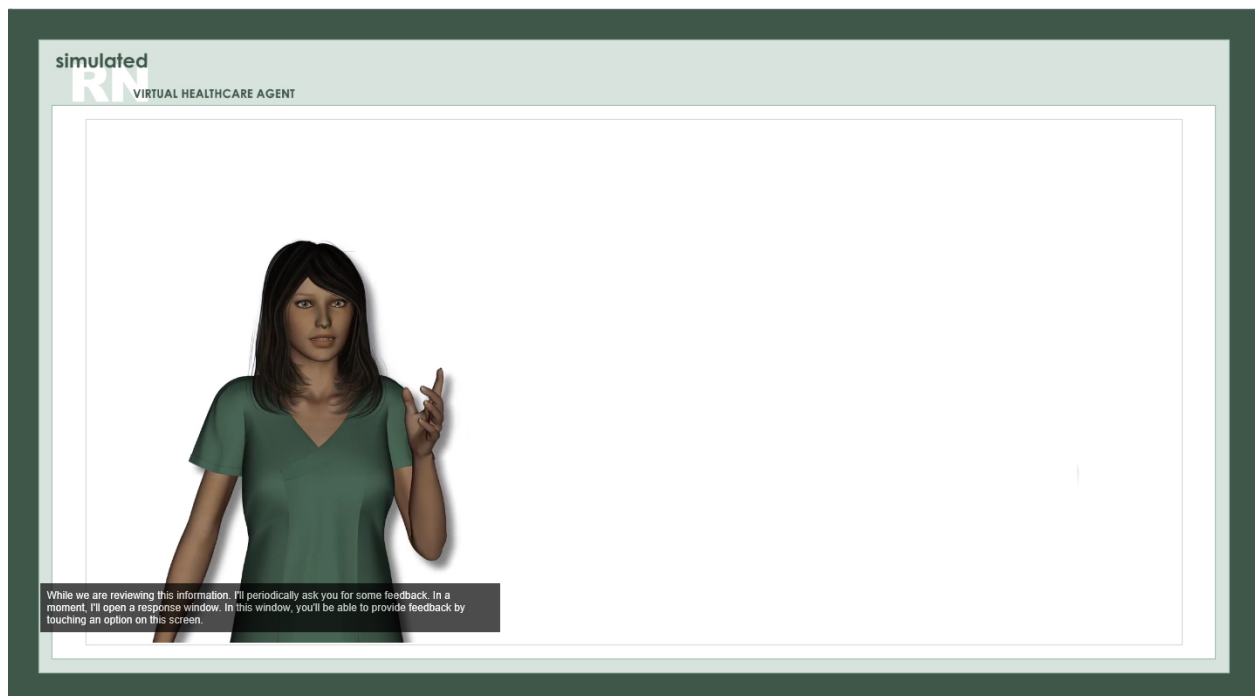 simulated
RN
VIRTUAL HEALTHCARE AGENT
While we are reviewing this information. I'll periodically ask you for some feedback. In a
moment, I'll open a response window. In this window, you'll be able to provide feedback by
touching an option on this screen.